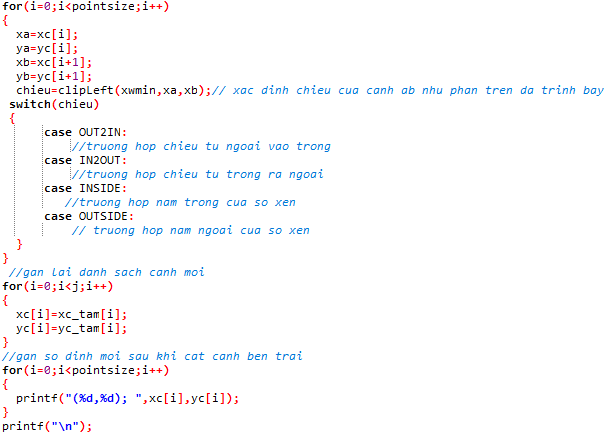 for(i=0;i<pointsize;i++)
{
xa=xc[i];
ya=yc[i];
xb=xc[i+1];
yb=yc[i+1];
chieu=clipLeft(xwmin,xa,xb);// xac dinh chieu cua canh ab nhu phan tren da trinh bay
switch(chieu)
{
case OUT2IN:
//truong hop chieu tu ngoai vao trong
case IN2OUT:
//truong hop chieu tu trong ra ngoai
case INSIDE:
//truong hop nam trong cua so xen
case OUTSIDE:
// truong hop nam ngoai cua so xen
}
}
//gan lai danh sach canh moi
for(i=0;i<j;i++)
{
xc[i]=xc_tam[i];
yc[i]=yc_tam[i];
}
//gan so dinh moi sau khi cat canh ben trai
for(i=0;i<pointsize;i++)
{
printf("(%d,%d); ",xc[i],yc[i]);
}
printf("\n");